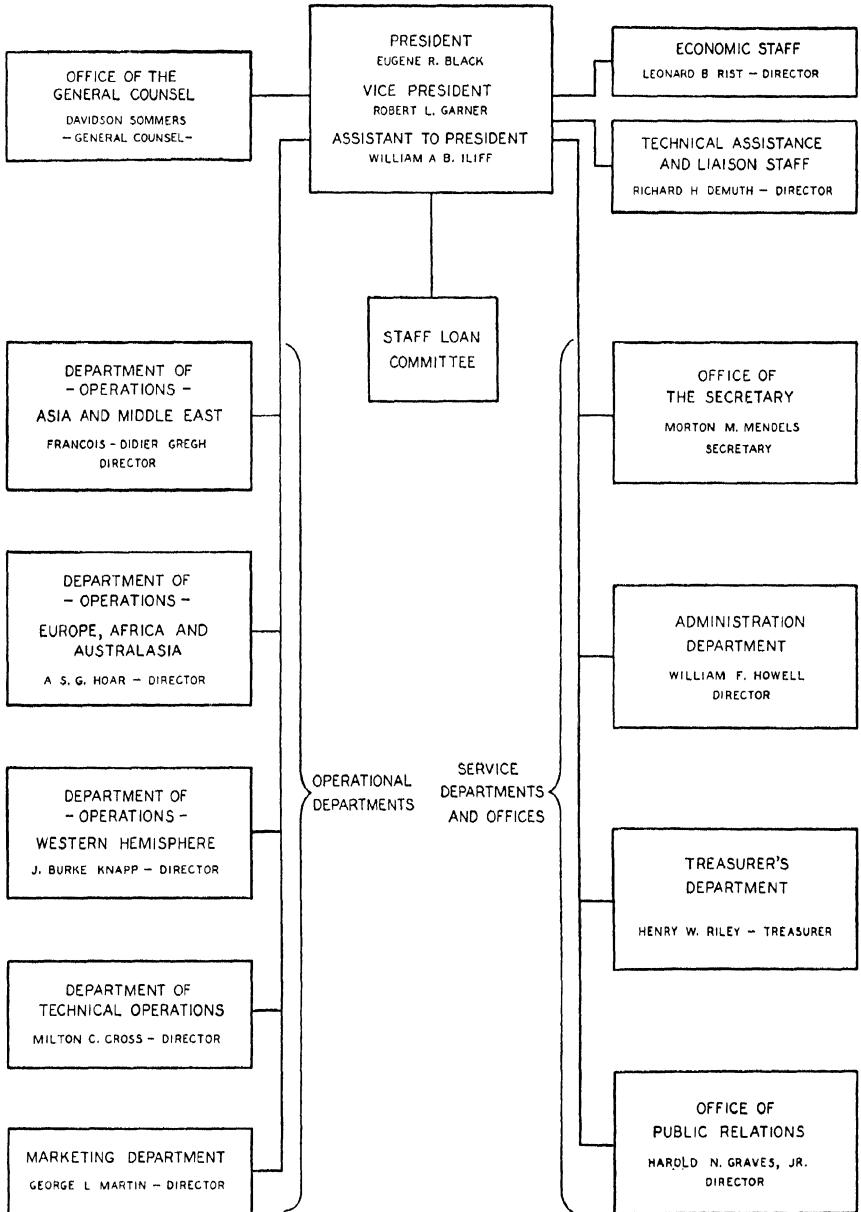 PRESIDENT
EUGENE R. BLACK
VICE PRESIDENT
ROBERT L. GARNER
ASSISTANT TO PRESIDENT
WILLIAM A B. ILIFF
OFFICE OF THE
GENERAL COUNSEL
DAVIDSON SOMMERS
– GENERAL COUNSEL–
ECONOMIC STAFF
LEONARD B RIST – DIRECTOR
TECHNICAL ASSISTANCE
AND LIAISON STAFF
RICHARD H DEMUTH – DIRECTOR
STAFF LOAN
COMMITTEE
DEPARTMENT OF
– OPERATIONS –
ASIA AND MIDDLE EAST
FRANCOIS – DIDIER GREGH
DIRECTOR
DEPARTMENT OF
– OPERATIONS –
EUROPE, AFRICA AND
AUSTRALASIA
A S. G. HOAR – DIRECTOR
DEPARTMENT OF
–OPERATIONS–
WESTERN HEMISPHERE
J. BURKE KNAPP – DIRECTOR
DEPARTMENT OF
TECHNICAL OPERATIONS
MILTON C. CROSS – DIRECTOR
MARKETING DEPARTMENT
GEORGE L MARTIN – DIRECTOR
OPERATIONAL
DEPARTMENTS
SERVICE
DEPARTMENTS
AND OFFICES
OFFICE OF
THE SECRETARY
MORTON M. MENDELS
SECRETARY
ADMINISTRATION
DEPARTMENT
WILLIAM F. HOWELL
DIRECTOR
TREASURER'S
DEPARTMENT
HENRY W. RILEY – TREASURER
OFFICE OF
PUBLIC RELATIONS
HAROLD N. GRAVES, JR.
DIRECTOR